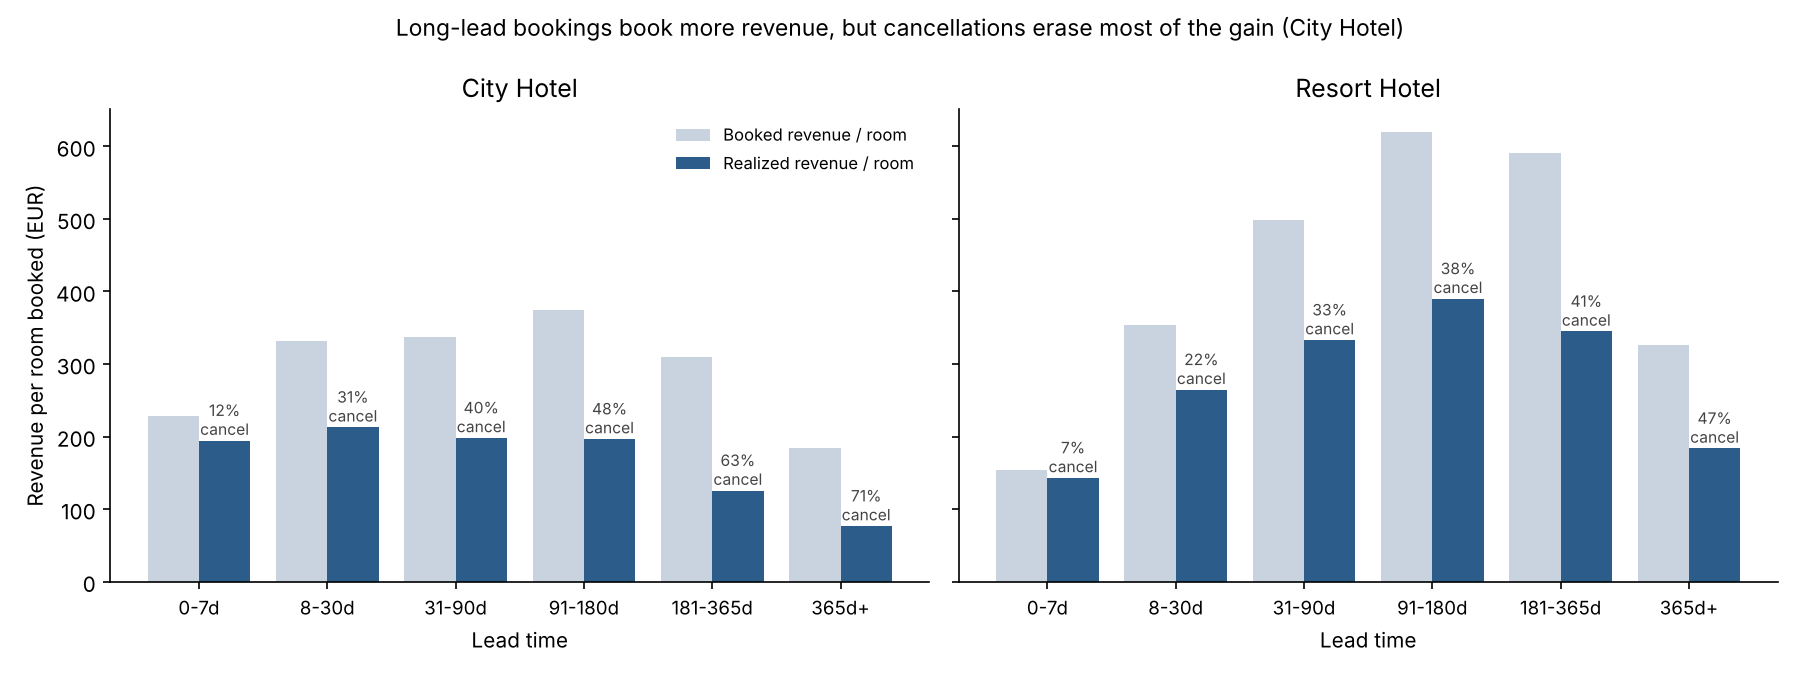 Long-lead bookings book more revenue, but cancellations erase most of the gain (City Hotel)
City Hotel
Revenue per room booked (EUR)
600
500
400
300
200
100
0
Booked revenue / room
Realized revenue / room
12%
cancel
31%
cancel
40%
cancel
48%
cancel
63%
cancel
71%
cancel
0-7d
8-30d
31-90d
91-180d
181-365d
365d+
Lead time
Resort Hotel
7%
cancel
22%
cancel
33%
cancel
38%
cancel
41%
cancel
47%
cancel
0-7d
8-30d
31-90d
91-180d
181-365d
365d+
Lead time